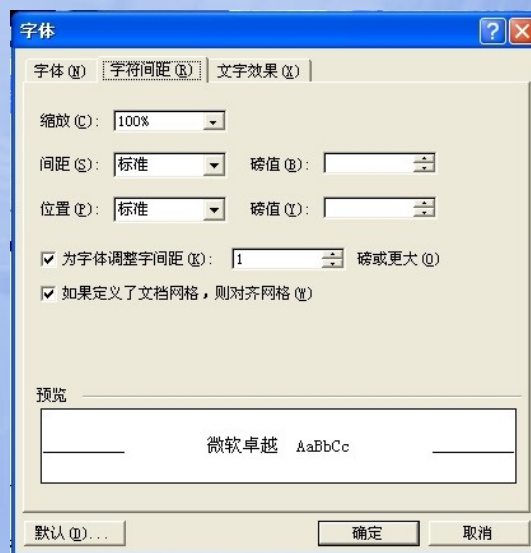 字体
字体(N) 字符间距(R) 文字效果(X)
缩放(C): 100%
间距(S): 标准 磅值(B):
位置(P): 标准 磅值(Y):
为字体调整字间距(K): 1 磅或更大(O)
如果定义了文档网格，则对齐网格(W)
预览
微软卓越 AaBbCc
默认(D)... 确定 取消